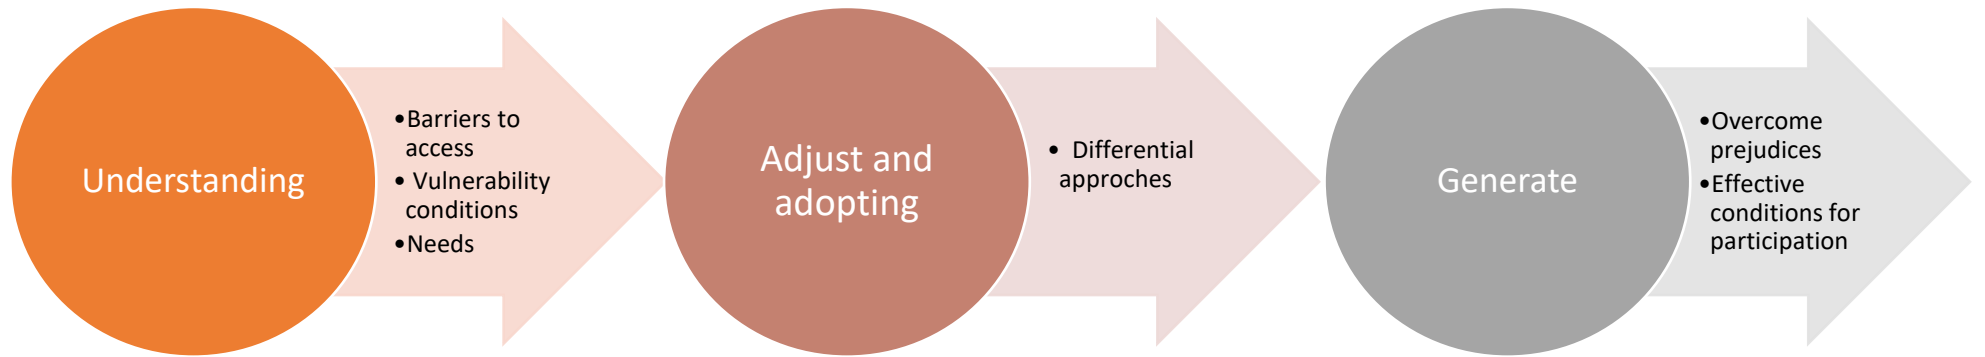 Understanding
•Barriers to
access
• Vulnerability
conditions
•Needs
Adjust and
adopting
• Differential
approches
Generate
•Overcome
prejudices
•Effective
conditions for
participation